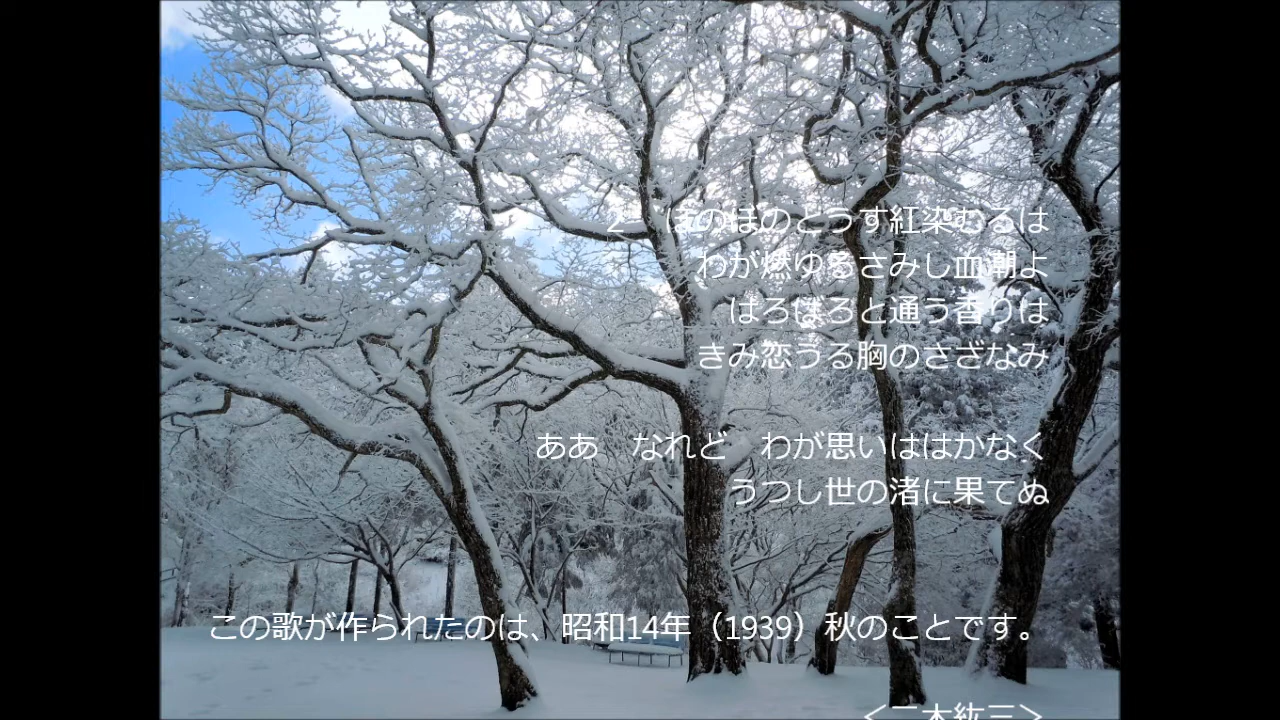 2　ほのぼのとうす紅染むるは
わが燃ゆるさみし血潮よ
はろばろと通う香りは
きみ恋うる胸のさざなみ
ああ　なれど　わが思いははかなく
うつし世の渚に果てぬ
この歌が作られたのは、昭和14年（1939）秋のことです。
＜二木紘三＞